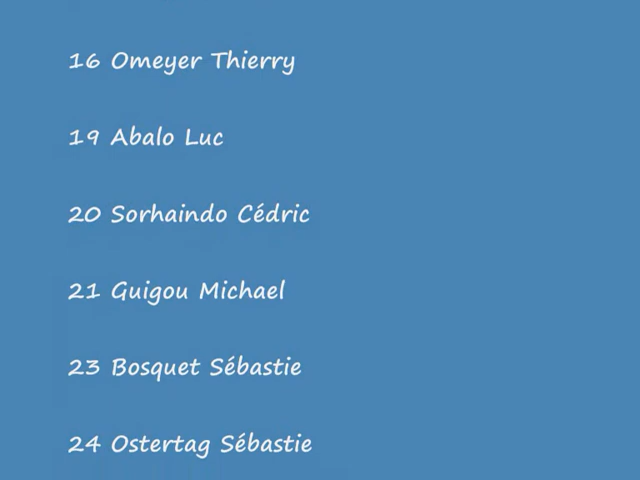 16 Omeyer Thierry
19 Abalo Luc
20 Sorhaindo Cédric
21 Guigou Michael
23 Bosquet Sébastie
24 Ostertag Sébastie